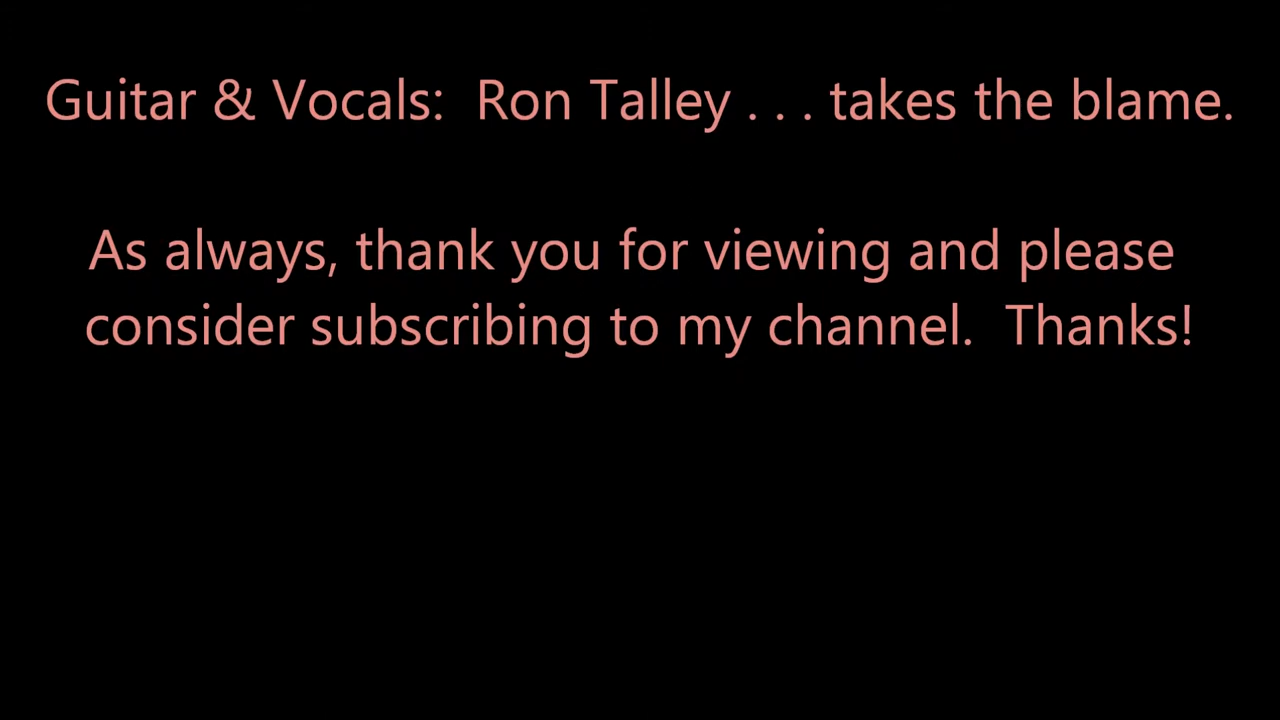 Guitar & Vocals:  Ron Talley . . . takes the blame.
As always, thank you for viewing and please
consider subscribing to my channel.  Thanks!